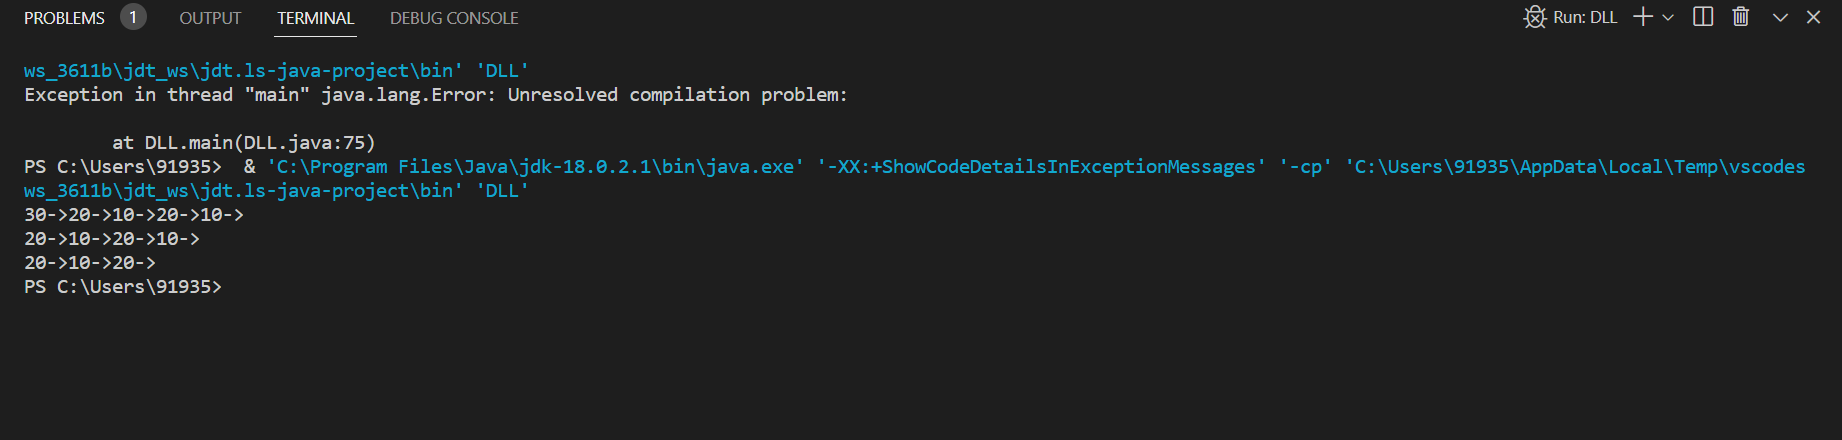 PROBLEMS 1 OUTPUT TERMINAL DEBUG CONSOLE Run: DLL
ws_3611b\jdt_ws\jdt.ls-java-project\bin' 'DLL'
Exception in thread "main" java.lang.Error: Unresolved compilation problem:
at DLL.main(DLL.java:75)
PS C:\Users\91935>  & 'C:\Program Files\Java\jdk-18.0.2.1\bin\java.exe' '-XX:+ShowCodeDetailsInExceptionMessages' '-cp' 'C:\Users\91935\AppData\Local\Temp\vscodes
ws_3611b\jdt_ws\jdt.ls-java-project\bin' 'DLL'
30->20->10->20->10->
20->10->20->10->
20->10->20->
PS C:\Users\91935>